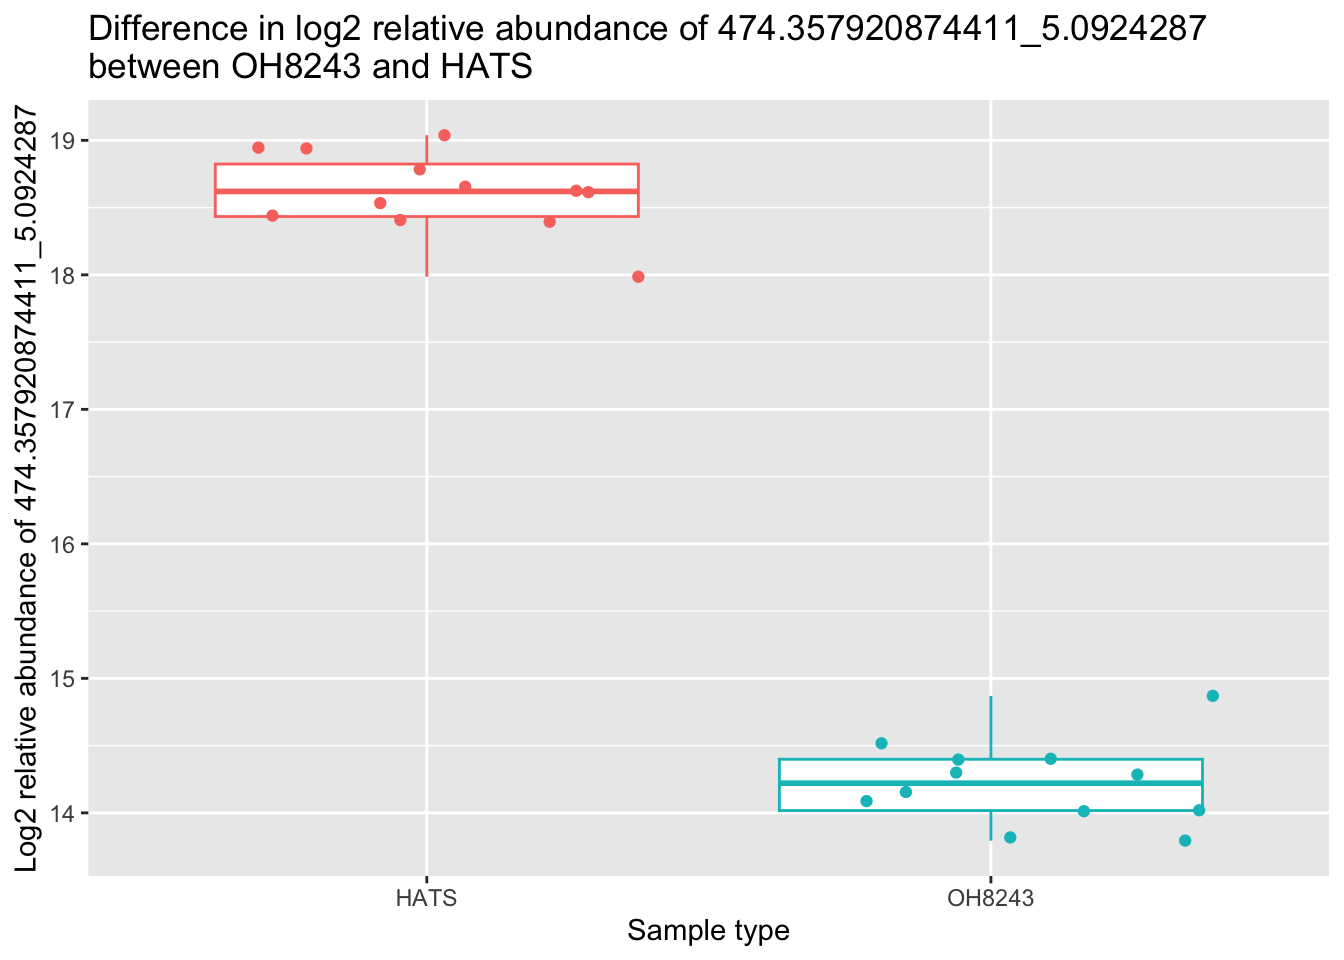 Difference in log2 relative abundance of 474.357920874411_5.0924287
between OH8243 and HATS
Log2 relative abundance of 474.357920874411_5.0924287
19
18
17
16
15
14
HATS
OH8243
Sample type